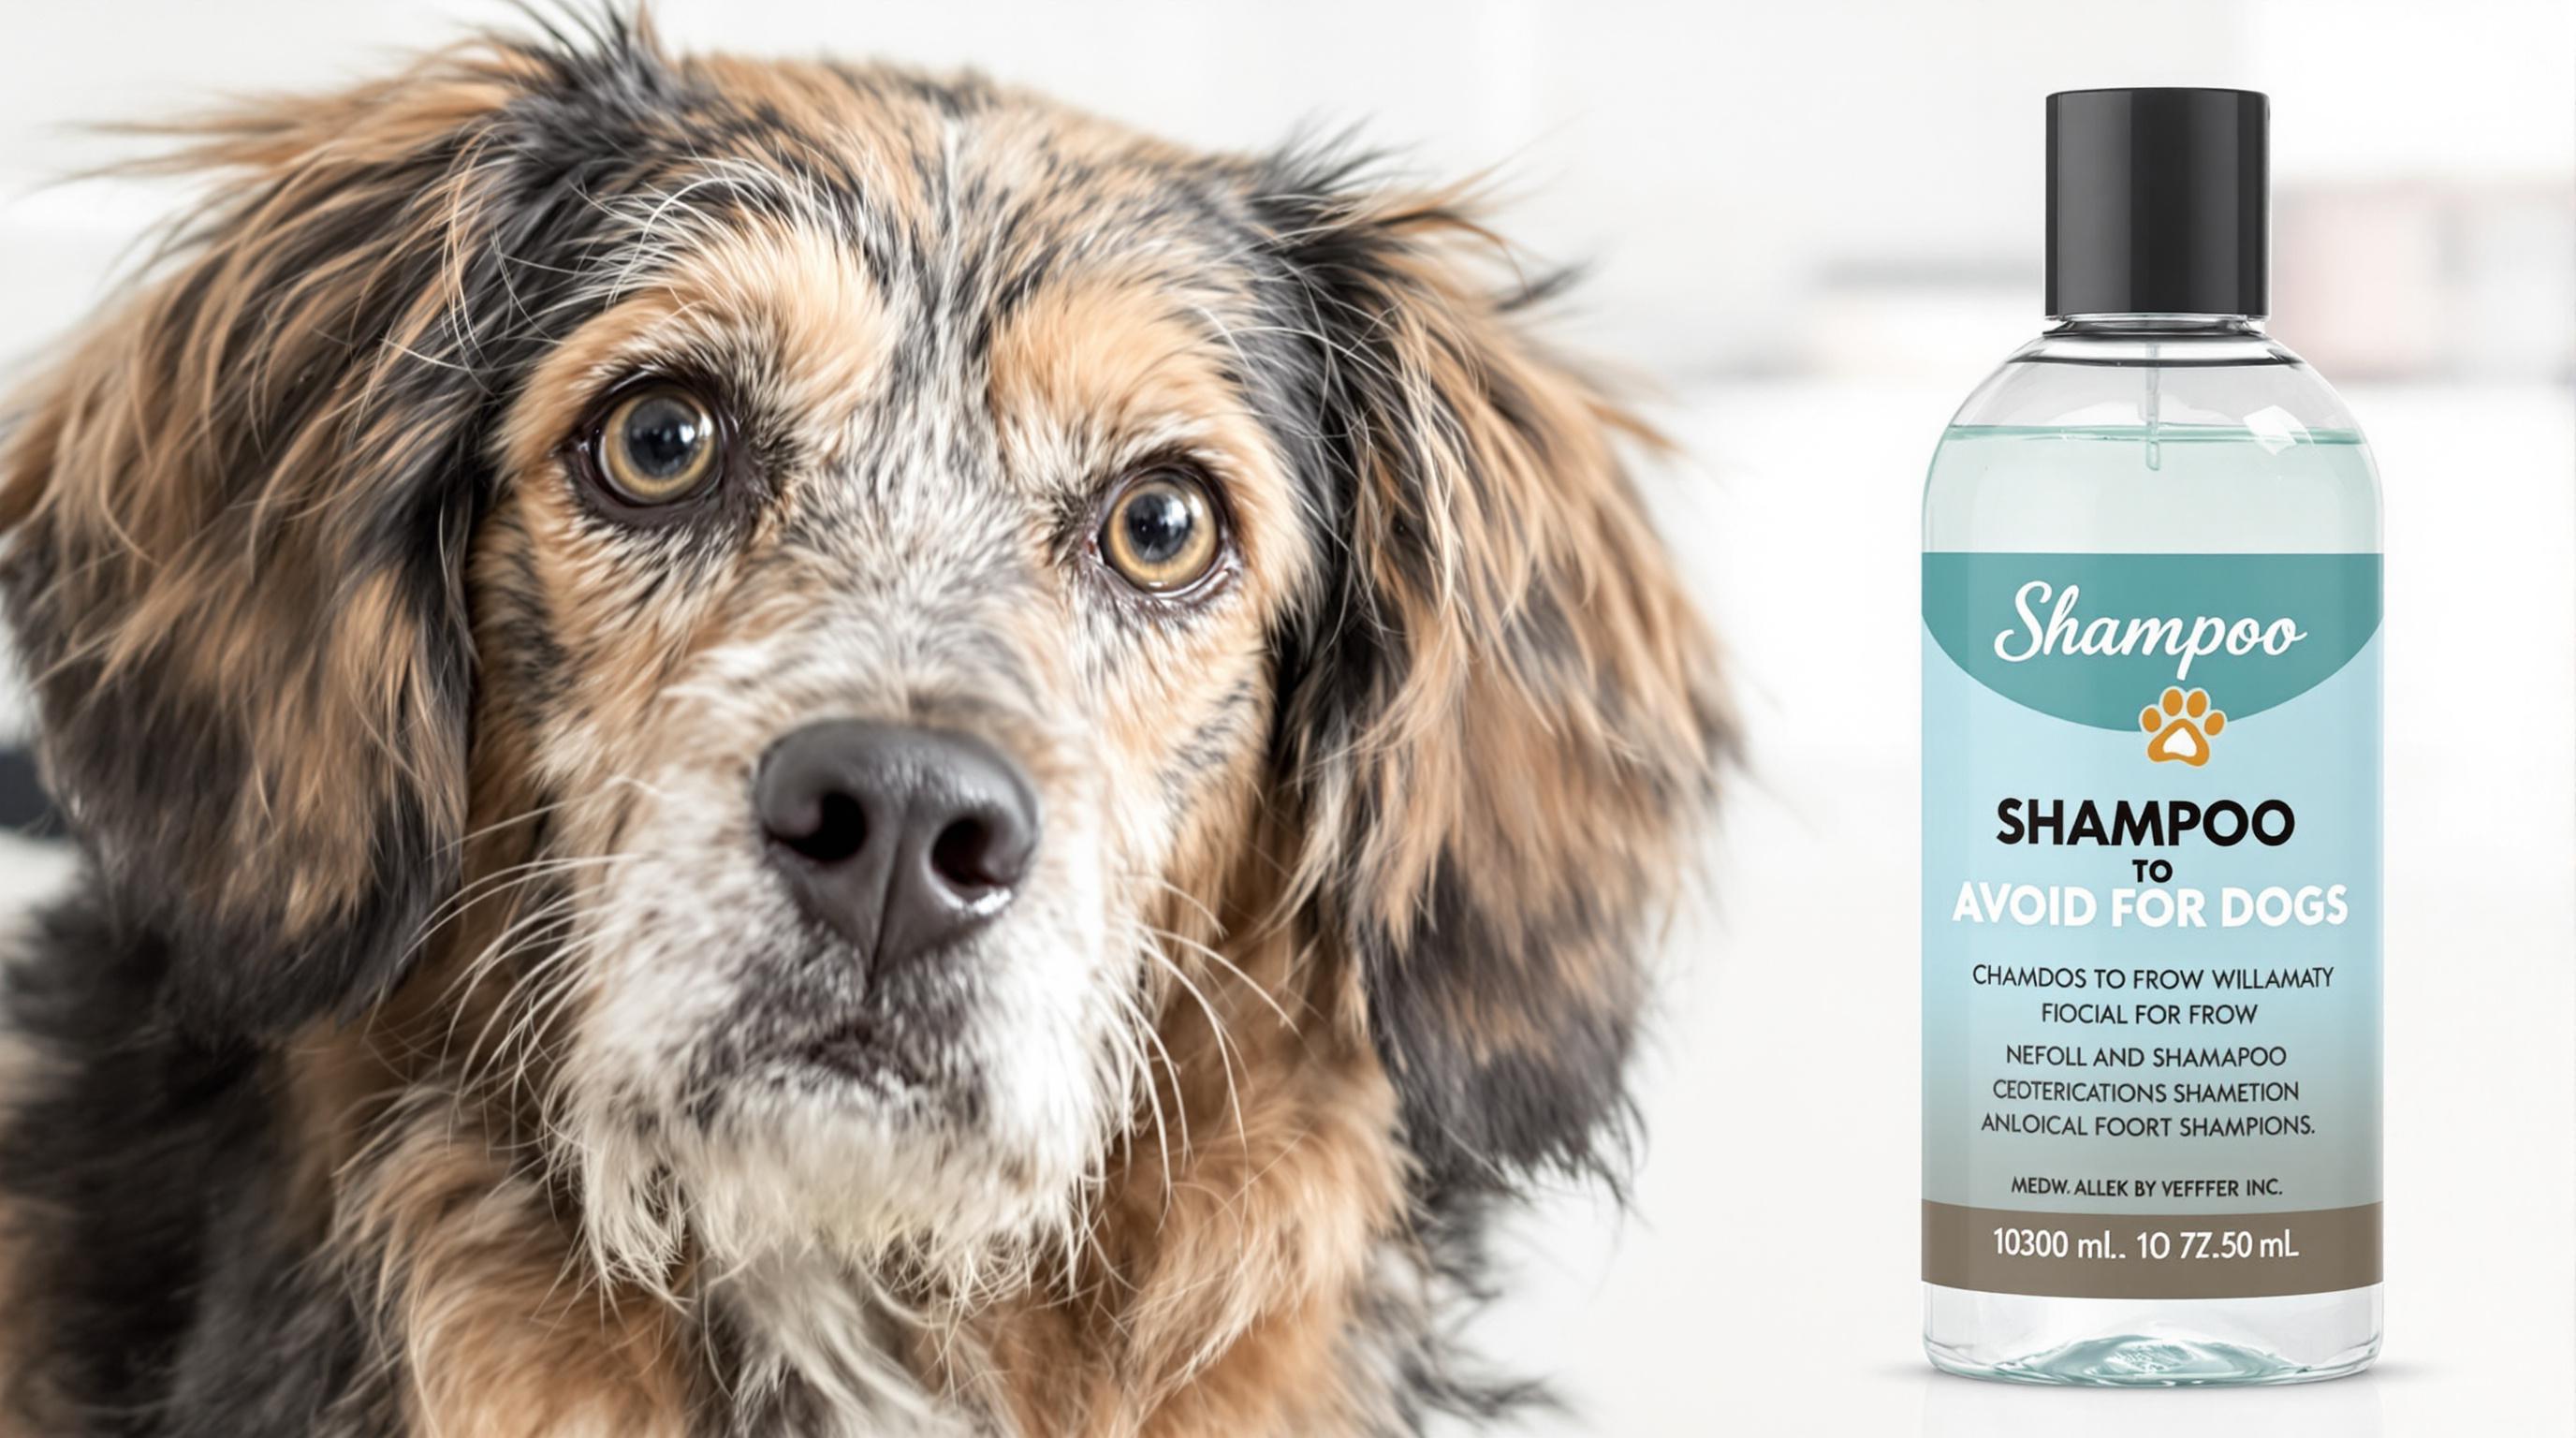 Shampoo
SHAMPOO
TO
AVOID FOR DOGS
CHAMDOS TO FROW WILLAMATY
FIOCIAL FOR FROW
NEFOLL AND SHAMAPOO
CEOTERICATIONS SHAMETION
ANLOICAL FOORT SHAMPIONS.
MEDW. ALLEK BY VEFFFER INC.
10300 ml.. 10 7Z.50 mL